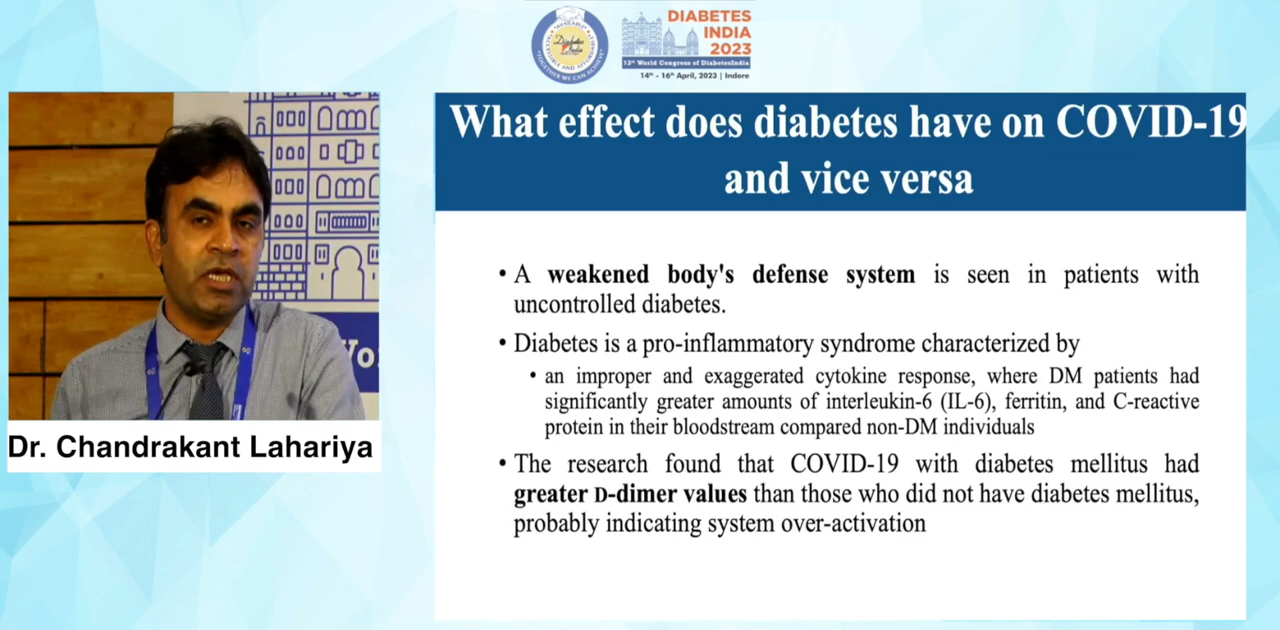 DIABETES
INDIA
2023
13th World Congress of DiabetesIndia
14th - 16th April, 2023 | Indore
What effect does diabetes have on COVID-19
and vice versa
• A weakened body's defense system is seen in patients with
uncontrolled diabetes.
• Diabetes is a pro-inflammatory syndrome characterized by
• an improper and exaggerated cytokine response, where DM patients had
significantly greater amounts of interleukin-6 (IL-6), ferritin, and C-reactive
protein in their bloodstream compared non-DM individuals
• The research found that COVID-19 with diabetes mellitus had
greater D-dimer values than those who did not have diabetes mellitus,
probably indicating system over-activation
Dr. Chandrakant Lahariya